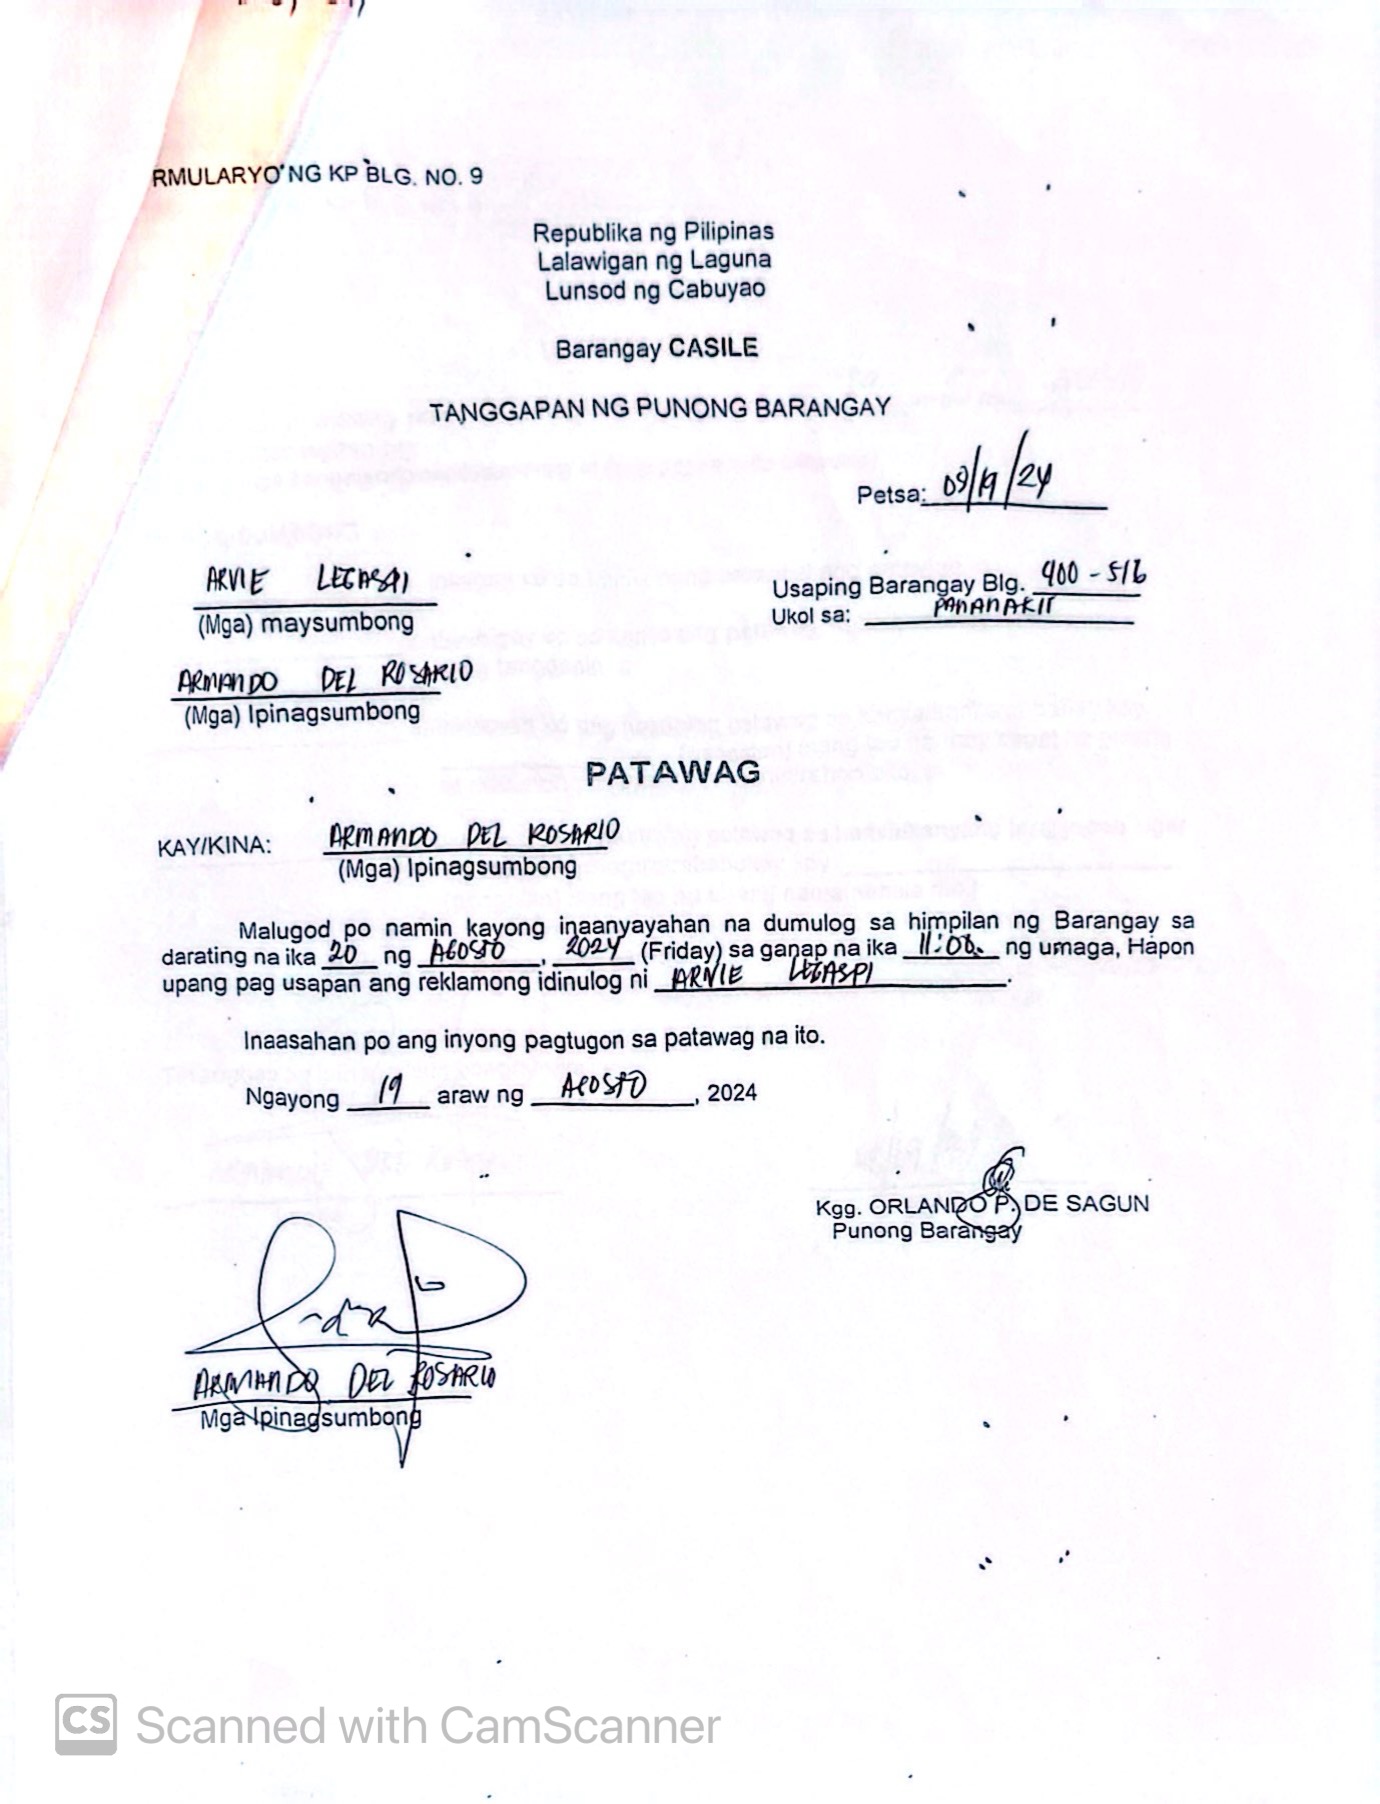 RMULARYO NG KP BLG. NO. 9
Republika ng Pilipinas
Lalawigan ng Laguna
Lunsod ng Cabuyao
Barangay CASILE
TANGGAPAN NG PUNONG BARANGAY
Petsa: 09/19/24
ARVIE LEGASPI
(Mga) maysumbong
Usaping Barangay Blg. 400-516
Ukol sa: PANANAKIT
ARMANDO DEL ROSARIO
(Mga) Ipinagsumbong
PATAWAG
KAY/KINA: ARMANDO DEL ROSARIO
(Mga) Ipinagsumbong
Malugod po namin kayong inaanyayahan na dumulog sa himpilan ng Barangay sa
darating na ika 20 ng AGOSTO, 2024 (Friday) sa ganap na ika 11:00 ng umaga, Hapon
upang pag usapan ang reklamong idinulog ni ARVIE LEGASPI.
Inaasahan po ang inyong pagtugon sa patawag na ito.
Ngayong 19 araw ng AGOSTO, 2024
Kgg. ORLANDO P. DE SAGUN
Punong Barangay
ARMANDO DEL ROSARIO
Mga Ipinagsumbong
CS Scanned with CamScanner